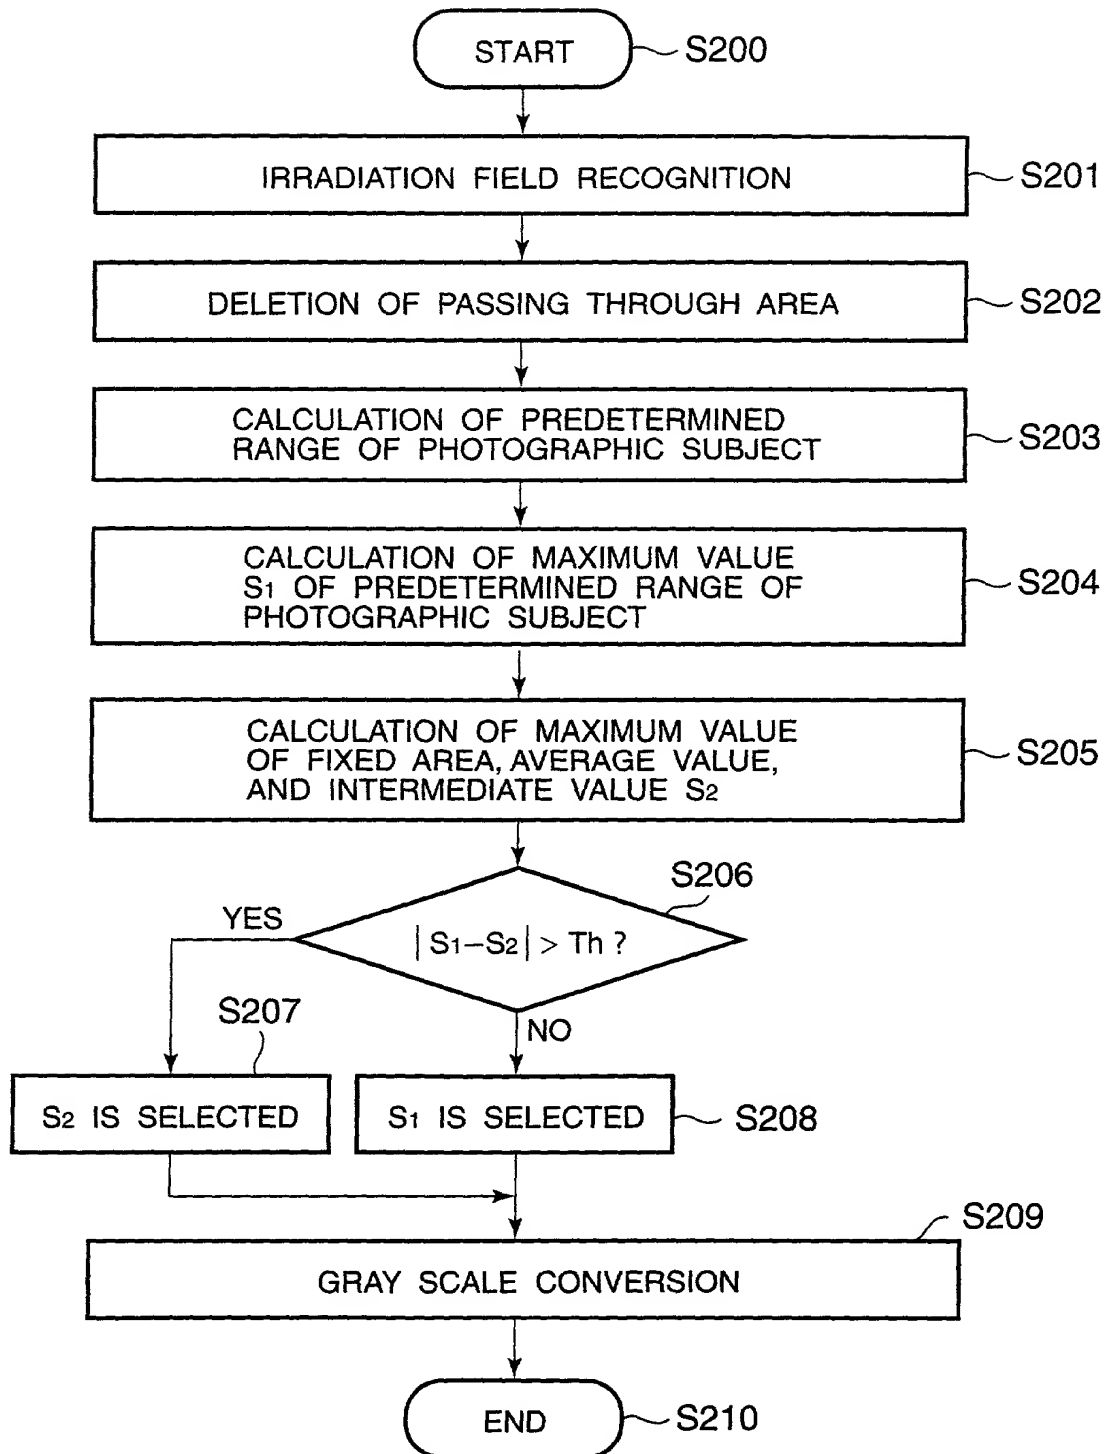 START
S200
IRRADIATION FIELD RECOGNITION
S201
DELETION OF PASSING THROUGH AREA
S202
CALCULATION OF PREDETERMINED
RANGE OF PHOTOGRAPHIC SUBJECT
S203
CALCULATION OF MAXIMUM VALUE
S1 OF PREDETERMINED RANGE OF
PHOTOGRAPHIC SUBJECT
S204
CALCULATION OF MAXIMUM VALUE
OF FIXED AREA, AVERAGE VALUE,
AND INTERMEDIATE VALUE S2
S205
S206
YES
|S1−S2| > Th ?
S207
NO
S2 IS SELECTED
S1 IS SELECTED
S208
S209
GRAY SCALE CONVERSION
END
S210